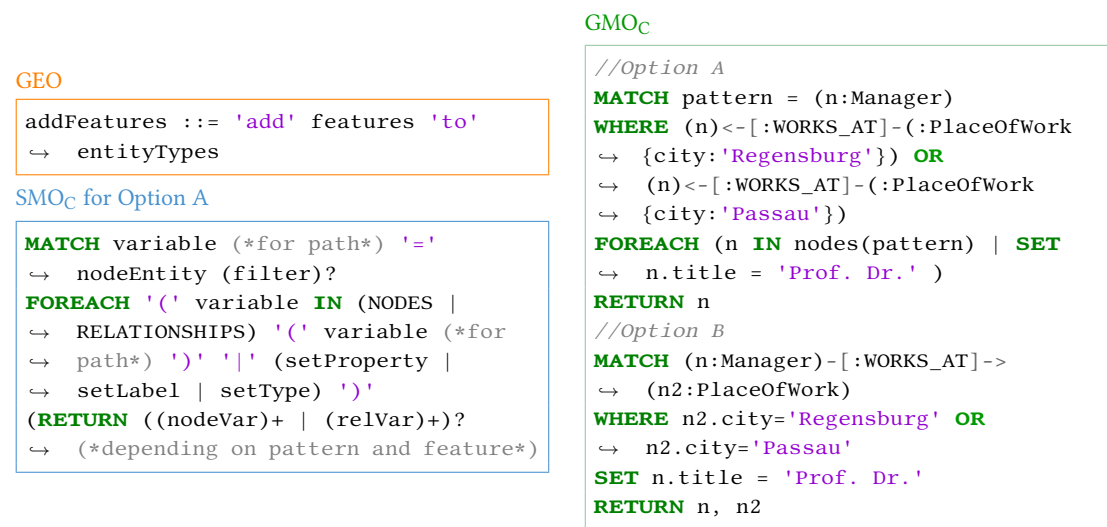 GEO
addFeatures ::= 'add' features 'to'
↪ entityTypes
SMOC for Option A
MATCH variable (*for path*) '='
↪ nodeEntity (filter)?
FOREACH '(' variable IN (NODES |
↪ RELATIONSHIPS) '(' variable (*for
↪ path*) ')' '|' (setProperty |
↪ setLabel | setType) ')'
(RETURN ((nodeVar)+ | (relVar)+)?
↪ (*depending on pattern and feature*)
GMOC
//Option A
MATCH pattern = (n:Manager)
WHERE (n)<-[:WORKS_AT]-(:PlaceOfWork
↪ {city:'Regensburg'}) OR
↪ (n)<-[:WORKS_AT]-(:PlaceOfWork
↪ {city:'Passau'})
FOREACH (n IN nodes(pattern) | SET
↪ n.title = 'Prof. Dr.' )
RETURN n
//Option B
MATCH (n:Manager)-[:WORKS_AT]->
↪ (n2:PlaceOfWork)
WHERE n2.city='Regensburg' OR
↪ n2.city='Passau'
SET n.title = 'Prof. Dr.'
RETURN n, n2